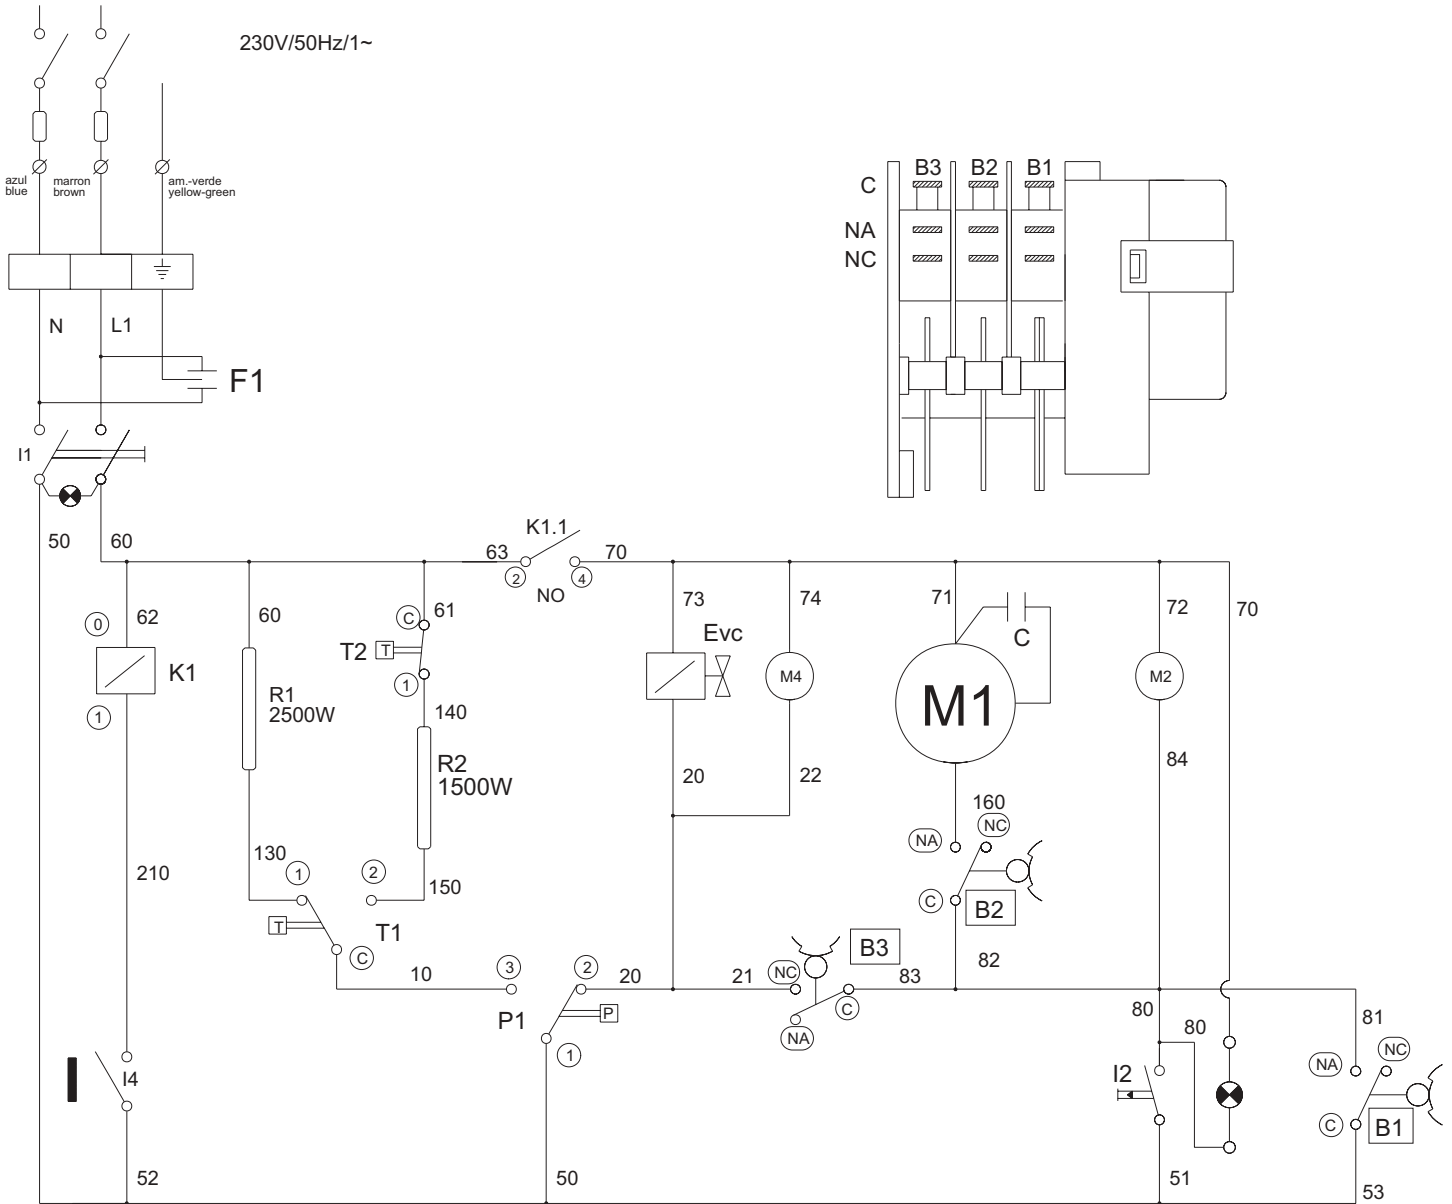 230V/50Hz/1~
azul
blue
marron
brown
am.-verde
yellow-green
B3 B2 B1
C
NA
NC
N L1
F1
I1
50 60
K1.1
63 70
2 4
NO
0 62
K1
1
60
R1
2500W
C 61
T2 T
1
140
R2
1500W
73
Evc
74
M4
20 22
71
C
M1
72 70
M2
84
160
NA NC
C B2
82
210
130 1 2 150
T T1
C
10 3 2 20 21
P1 P
1
NC B3
83
C
NA
80 80 81
I2
NA NC
C B1
I4
52 50 51 53